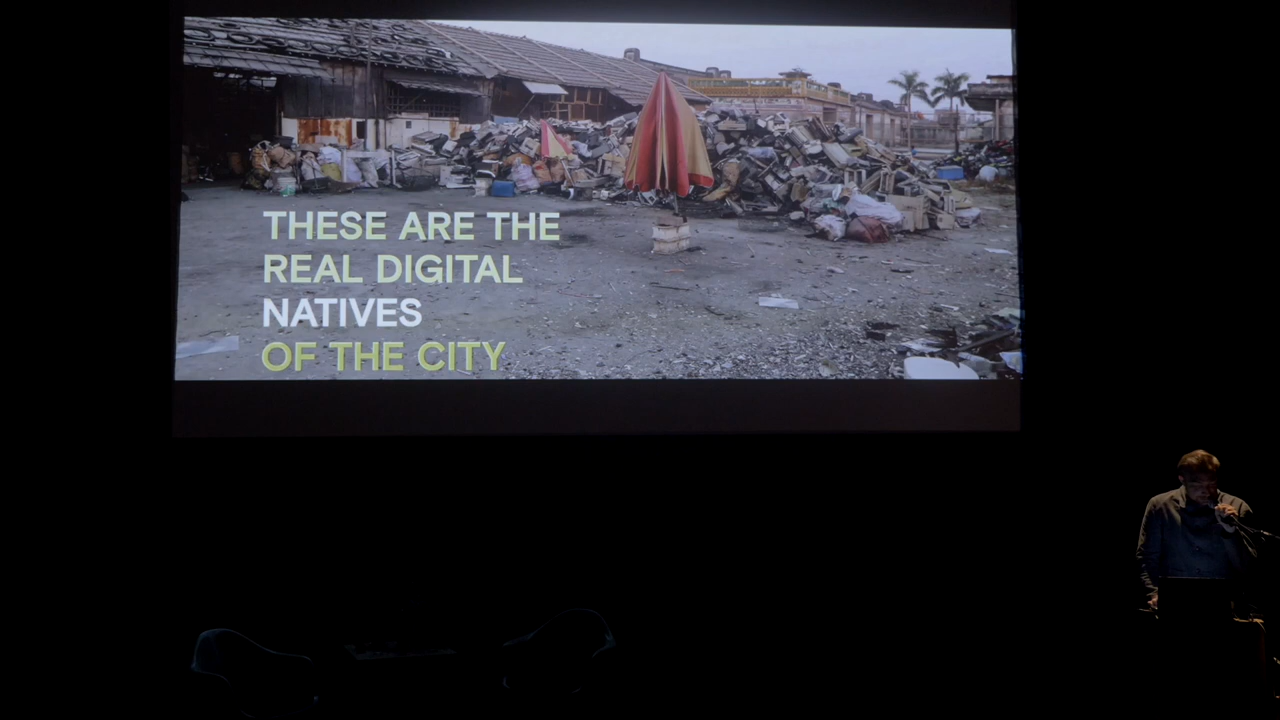 THESE ARE THE
REAL DIGITAL
NATIVES
OF THE CITY